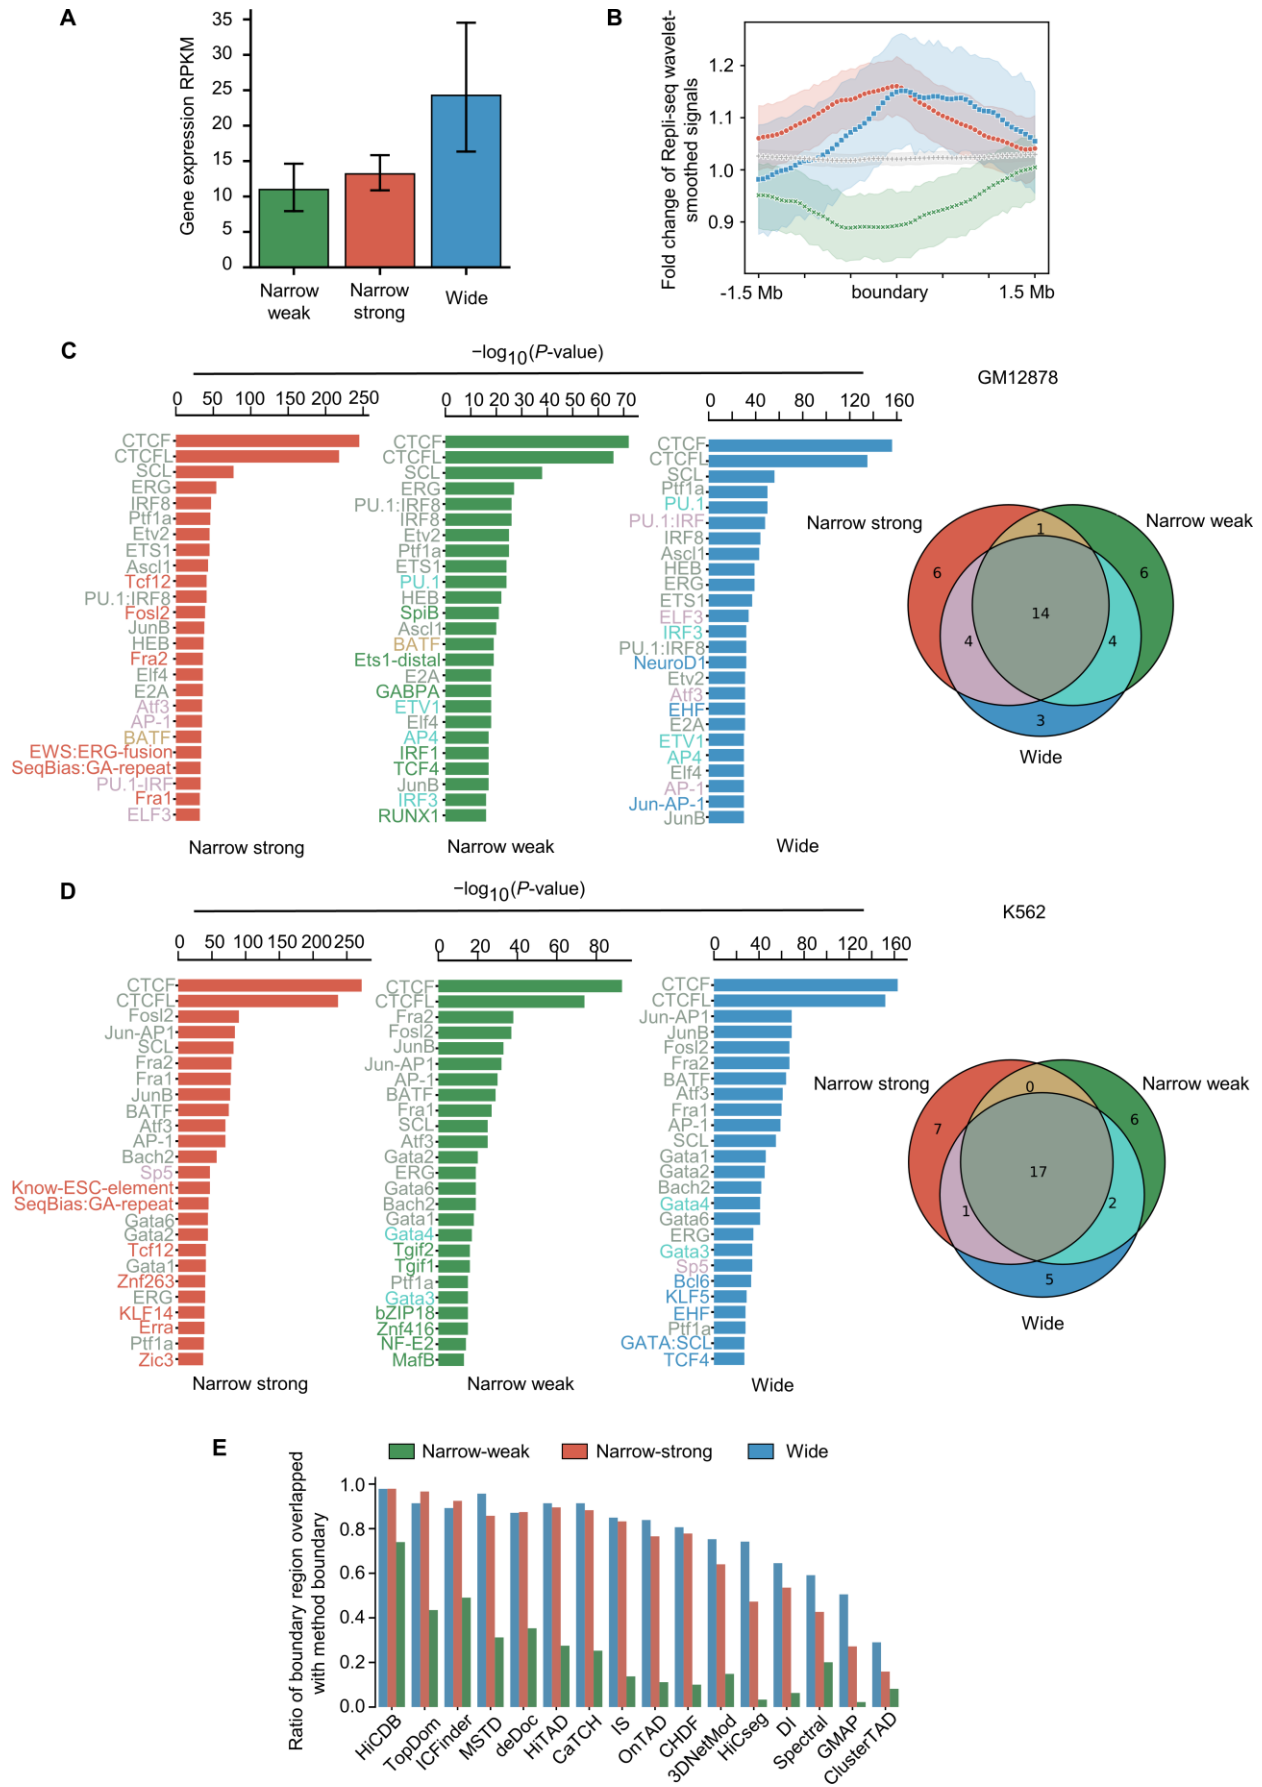 A
Gene expression RPKM
35
30
25
20
15
10
5
0
Narrow
weak
Narrow
strong
Wide
B
Fold change of Repli-seq wavelet-
smoothed signals
1.2
1.1
1.0
0.9
-1.5 Mb
boundary
1.5 Mb
C
−log10(P-value)
GM12878
0 50 100 150 200 250
CTCF
CTCFL
SCL
ERG
IRF8
Ptf1a
Etv2
ETS1
Ascl1
Tcf12
PU.1:IRF8
Fosl2
JunB
HEB
Fra2
Elf4
E2A
Atf3
AP-1
BATF
EWS:ERG-fusion
SeqBias:GA-repeat
PU.1-IRF
Fra1
ELF3
Narrow strong
0 10 20 30 40 50 60 70
CTCF
CTCFL
SCL
ERG
PU.1:IRF8
IRF8
Etv2
Ptf1a
ETS1
PU.1
HEB
SpiB
Ascl1
BATF
Ets1-distal
E2A
GABPA
ETV1
Elf4
AP4
IRF1
TCF4
JunB
IRF3
RUNX1
Narrow weak
0 40 80 120 160
CTCF
CTCFL
SCL
Ptf1a
PU.1
PU.1:IRF
IRF8
Ascl1
HEB
ERG
ETS1
ELF3
IRF3
PU.1:IRF8
NeuroD1
Etv2
Atf3
EHF
E2A
ETV1
AP4
Elf4
AP-1
Jun-AP-1
JunB
Wide
Narrow strong
Narrow weak
1
6
6
14
4
4
3
Wide
D
−log10(P-value)
K562
0 50 100 150 200 250
CTCF
CTCFL
Fosl2
Jun-AP1
SCL
Fra2
Fra1
JunB
BATF
Atf3
AP-1
Bach2
Sp5
Know-ESC-element
SeqBias:GA-repeat
Gata6
Gata2
Tcf12
Gata1
Znf263
ERG
KLF14
Erra
Ptf1a
Zic3
Narrow strong
0 20 40 60 80
CTCF
CTCFL
Fra2
Fosl2
JunB
Jun-AP1
AP-1
BATF
Fra1
SCL
Atf3
Gata2
ERG
Gata6
Bach2
Gata1
Gata4
Tgif2
Tgif1
Ptf1a
Gata3
bZIP18
Znf416
NF-E2
MafB
Narrow weak
0 40 80 120 160
CTCF
CTCFL
Jun-AP1
JunB
Fosl2
Fra2
BATF
Atf3
Fra1
AP-1
SCL
Gata1
Gata2
Bach2
Gata4
Gata6
ERG
Gata3
Sp5
Bcl6
KLF5
EHF
Ptf1a
GATA:SCL
TCF4
Wide
Narrow strong
Narrow weak
0
7
6
17
1
2
5
Wide
E
Narrow-weak
Narrow-strong
Wide
Ratio of boundary region overlapped
with method boundary
1.0
0.8
0.6
0.4
0.2
0.0
HiCDB
TopDom
ICFinder
MSTD
deDoc
HiTAD
CaTCH
IS
OnTAD
CHDF
3DNetMod
HiCseg
DI
Spectral
GMAP
ClusterTAD